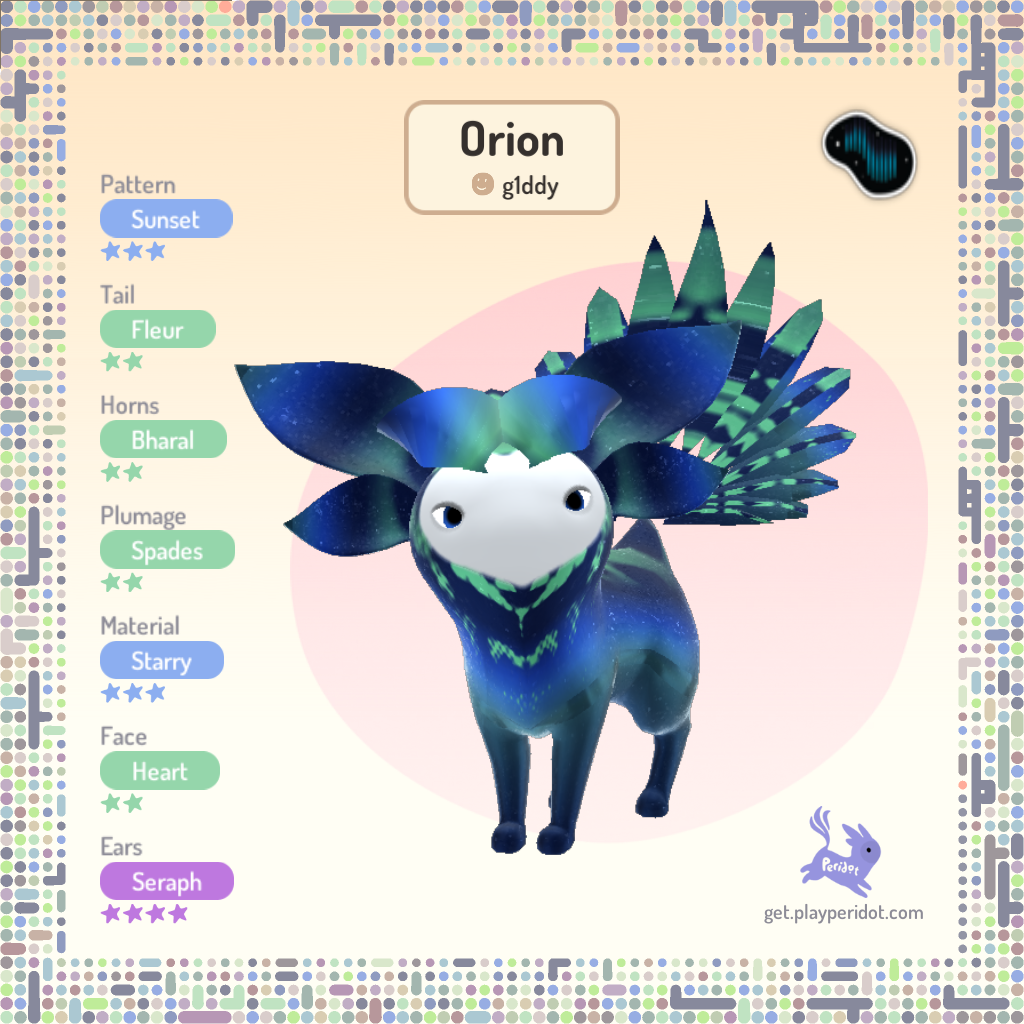 Orion
g1ddy
Pattern
Sunset
Tail
Fleur
Horns
Bharal
Plumage
Spades
Material
Starry
Face
Heart
Ears
Seraph
Peridot
get.playperidot.com